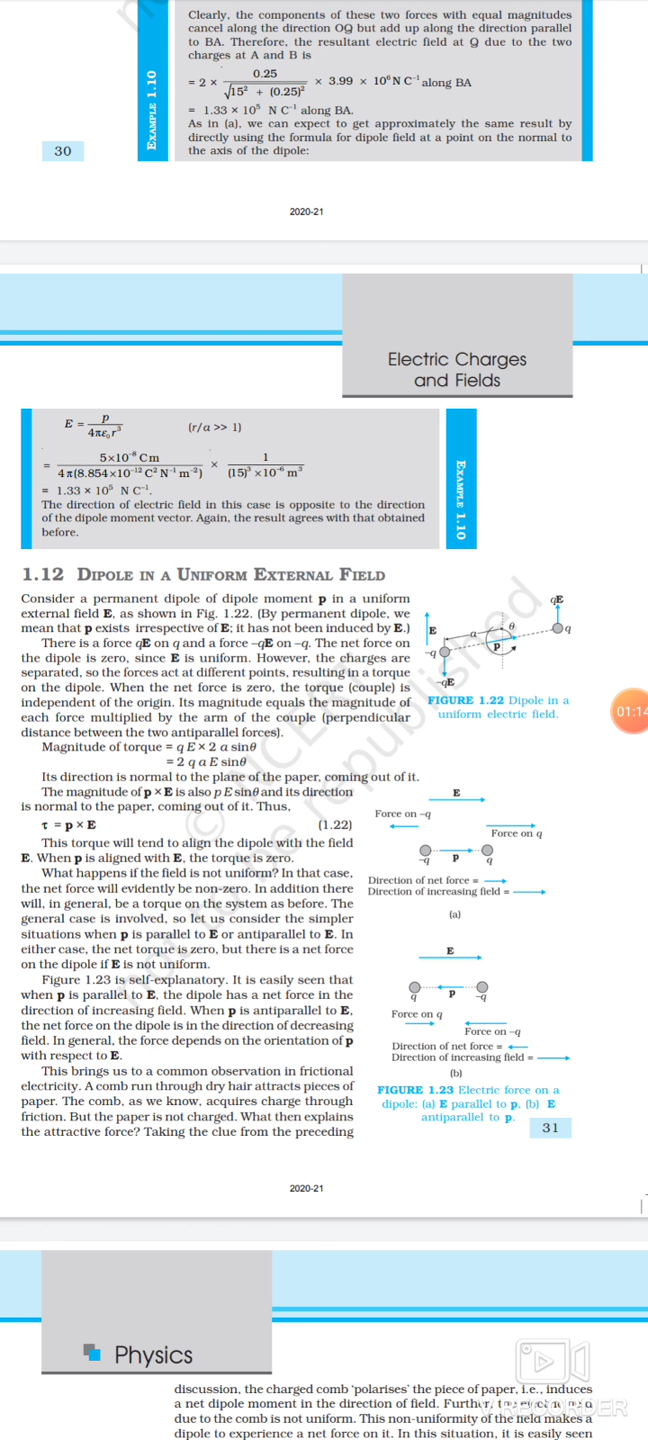 Clearly, the components of these two forces with equal magnitudes
cancel along the direction OQ but add up along the direction parallel
to BA. Therefore, the resultant electric field at Q due to the two
charges at A and B is
= 2 × 0.25 / √15² + (0.25)² × 3.99 × 10⁶ N C⁻¹ along BA
= 1.33 × 10⁵ N C⁻¹ along BA.
As in (a), we can expect to get approximately the same result by
directly using the formula for dipole field at a point on the normal to
the axis of the dipole:
EXAMPLE 1.10
30
2020-21
Electric Charges
and Fields
E = p / 4πε₀ r³ (r/a >> 1)
= 5×10⁻⁸ C m / 4π(8.854×10⁻¹² C² N⁻¹ m⁻²) × 1 / (15)³ ×10⁻⁶ m³
= 1.33 × 10⁵ N C⁻¹.
The direction of electric field in this case is opposite to the direction
of the dipole moment vector. Again, the result agrees with that obtained
before.
EXAMPLE 1.10
1.12 DIPOLE IN A UNIFORM EXTERNAL FIELD
Consider a permanent dipole of dipole moment p in a uniform
external field E, as shown in Fig. 1.22. (By permanent dipole, we
mean that p exists irrespective of E; it has not been induced by E.)
There is a force qE on q and a force –qE on –q. The net force on
the dipole is zero, since E is uniform. However, the charges are
separated, so the forces act at different points, resulting in a torque
on the dipole. When the net force is zero, the torque (couple) is
independent of the origin. Its magnitude equals the magnitude of
each force multiplied by the arm of the couple (perpendicular
distance between the two antiparallel forces).
Magnitude of torque = q E × 2 a sinθ
= 2 q a E sinθ
Its direction is normal to the plane of the paper, coming out of it.
The magnitude of p × E is also p E sinθ and its direction
is normal to the paper, coming out of it. Thus,
τ = p × E (1.22)
This torque will tend to align the dipole with the field
E. When p is aligned with E, the torque is zero.
What happens if the field is not uniform? In that case,
the net force will evidently be non-zero. In addition there
will, in general, be a torque on the system as before. The
general case is involved, so let us consider the simpler
situations when p is parallel to E or antiparallel to E. In
either case, the net torque is zero, but there is a net force
on the dipole if E is not uniform.
Figure 1.23 is self-explanatory. It is easily seen that
when p is parallel to E, the dipole has a net force in the
direction of increasing field. When p is antiparallel to E,
the net force on the dipole is in the direction of decreasing
field. In general, the force depends on the orientation of p
with respect to E.
This brings us to a common observation in frictional
electricity. A comb run through dry hair attracts pieces of
paper. The comb, as we know, acquires charge through
friction. But the paper is not charged. What then explains
the attractive force? Taking the clue from the preceding
qE
E
a
θ
q
–q
p
–qE
FIGURE 1.22 Dipole in a
uniform electric field.
01:14
E
Force on –q
Force on q
–q p q
Direction of net force =
Direction of increasing field =
(a)
E
q p –q
Force on q
Force on –q
Direction of net force =
Direction of increasing field =
(b)
FIGURE 1.23 Electric force on a
dipole: (a) E parallel to p, (b) E
antiparallel to p.
31
© NCERT
not to be republished
2020-21
Physics
discussion, the charged comb ‘polarises’ the piece of paper, i.e., induces
a net dipole moment in the direction of field. Further,
due to the comb is not uniform. This non-uniformity of the field makes a
dipole to experience a net force on it. In this situation, it is easily seen
RECORDER